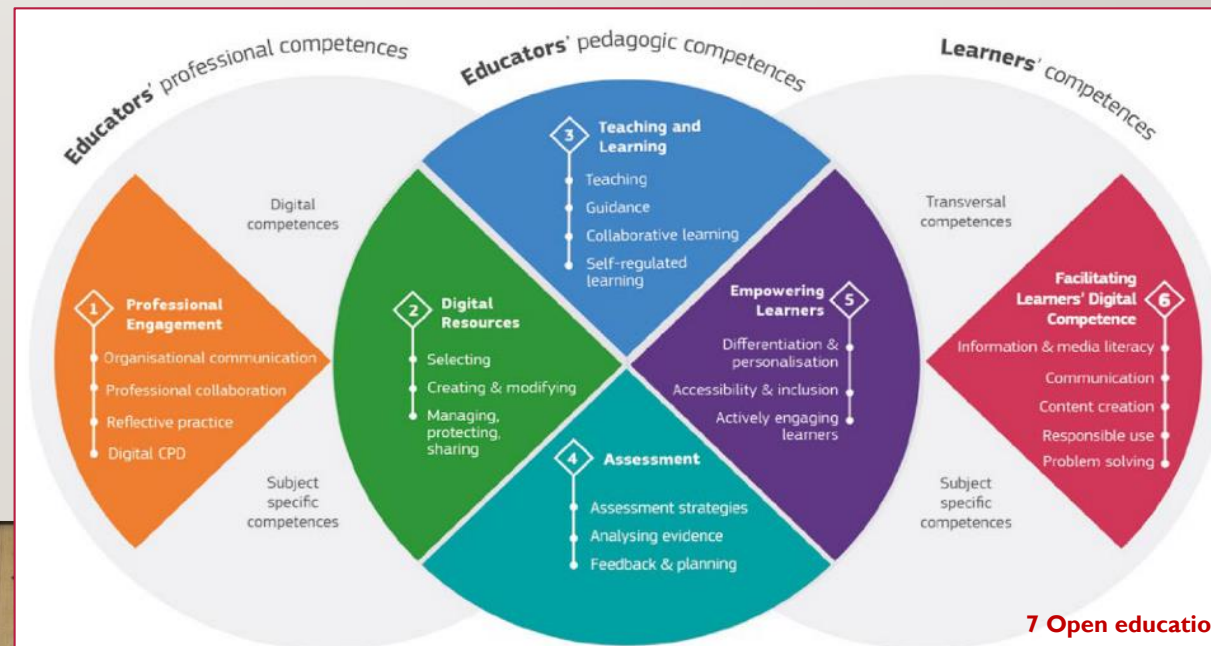 Educators' professional competences
Educators' pedagogic competences
Learners' competences
Digital
competences
Subject
specific
competences
1
Professional
Engagement
Organisational communication
Professional collaboration
Reflective practice
Digital CPD
2
Digital
Resources
Selecting
Creating & modifying
Managing,
protecting,
sharing
3
Teaching and
Learning
Teaching
Guidance
Collaborative learning
Self-regulated
learning
4
Assessment
Assessment strategies
Analysing evidence
Feedback & planning
Empowering
Learners
5
Differentiation &
personalisation
Accessibility & inclusion
Actively engaging
learners
Transversal
competences
Subject
specific
competences
Facilitating
Learners' Digital
Competence
6
Information & media literacy
Communication
Content creation
Responsible use
Problem solving
7 Open educatio